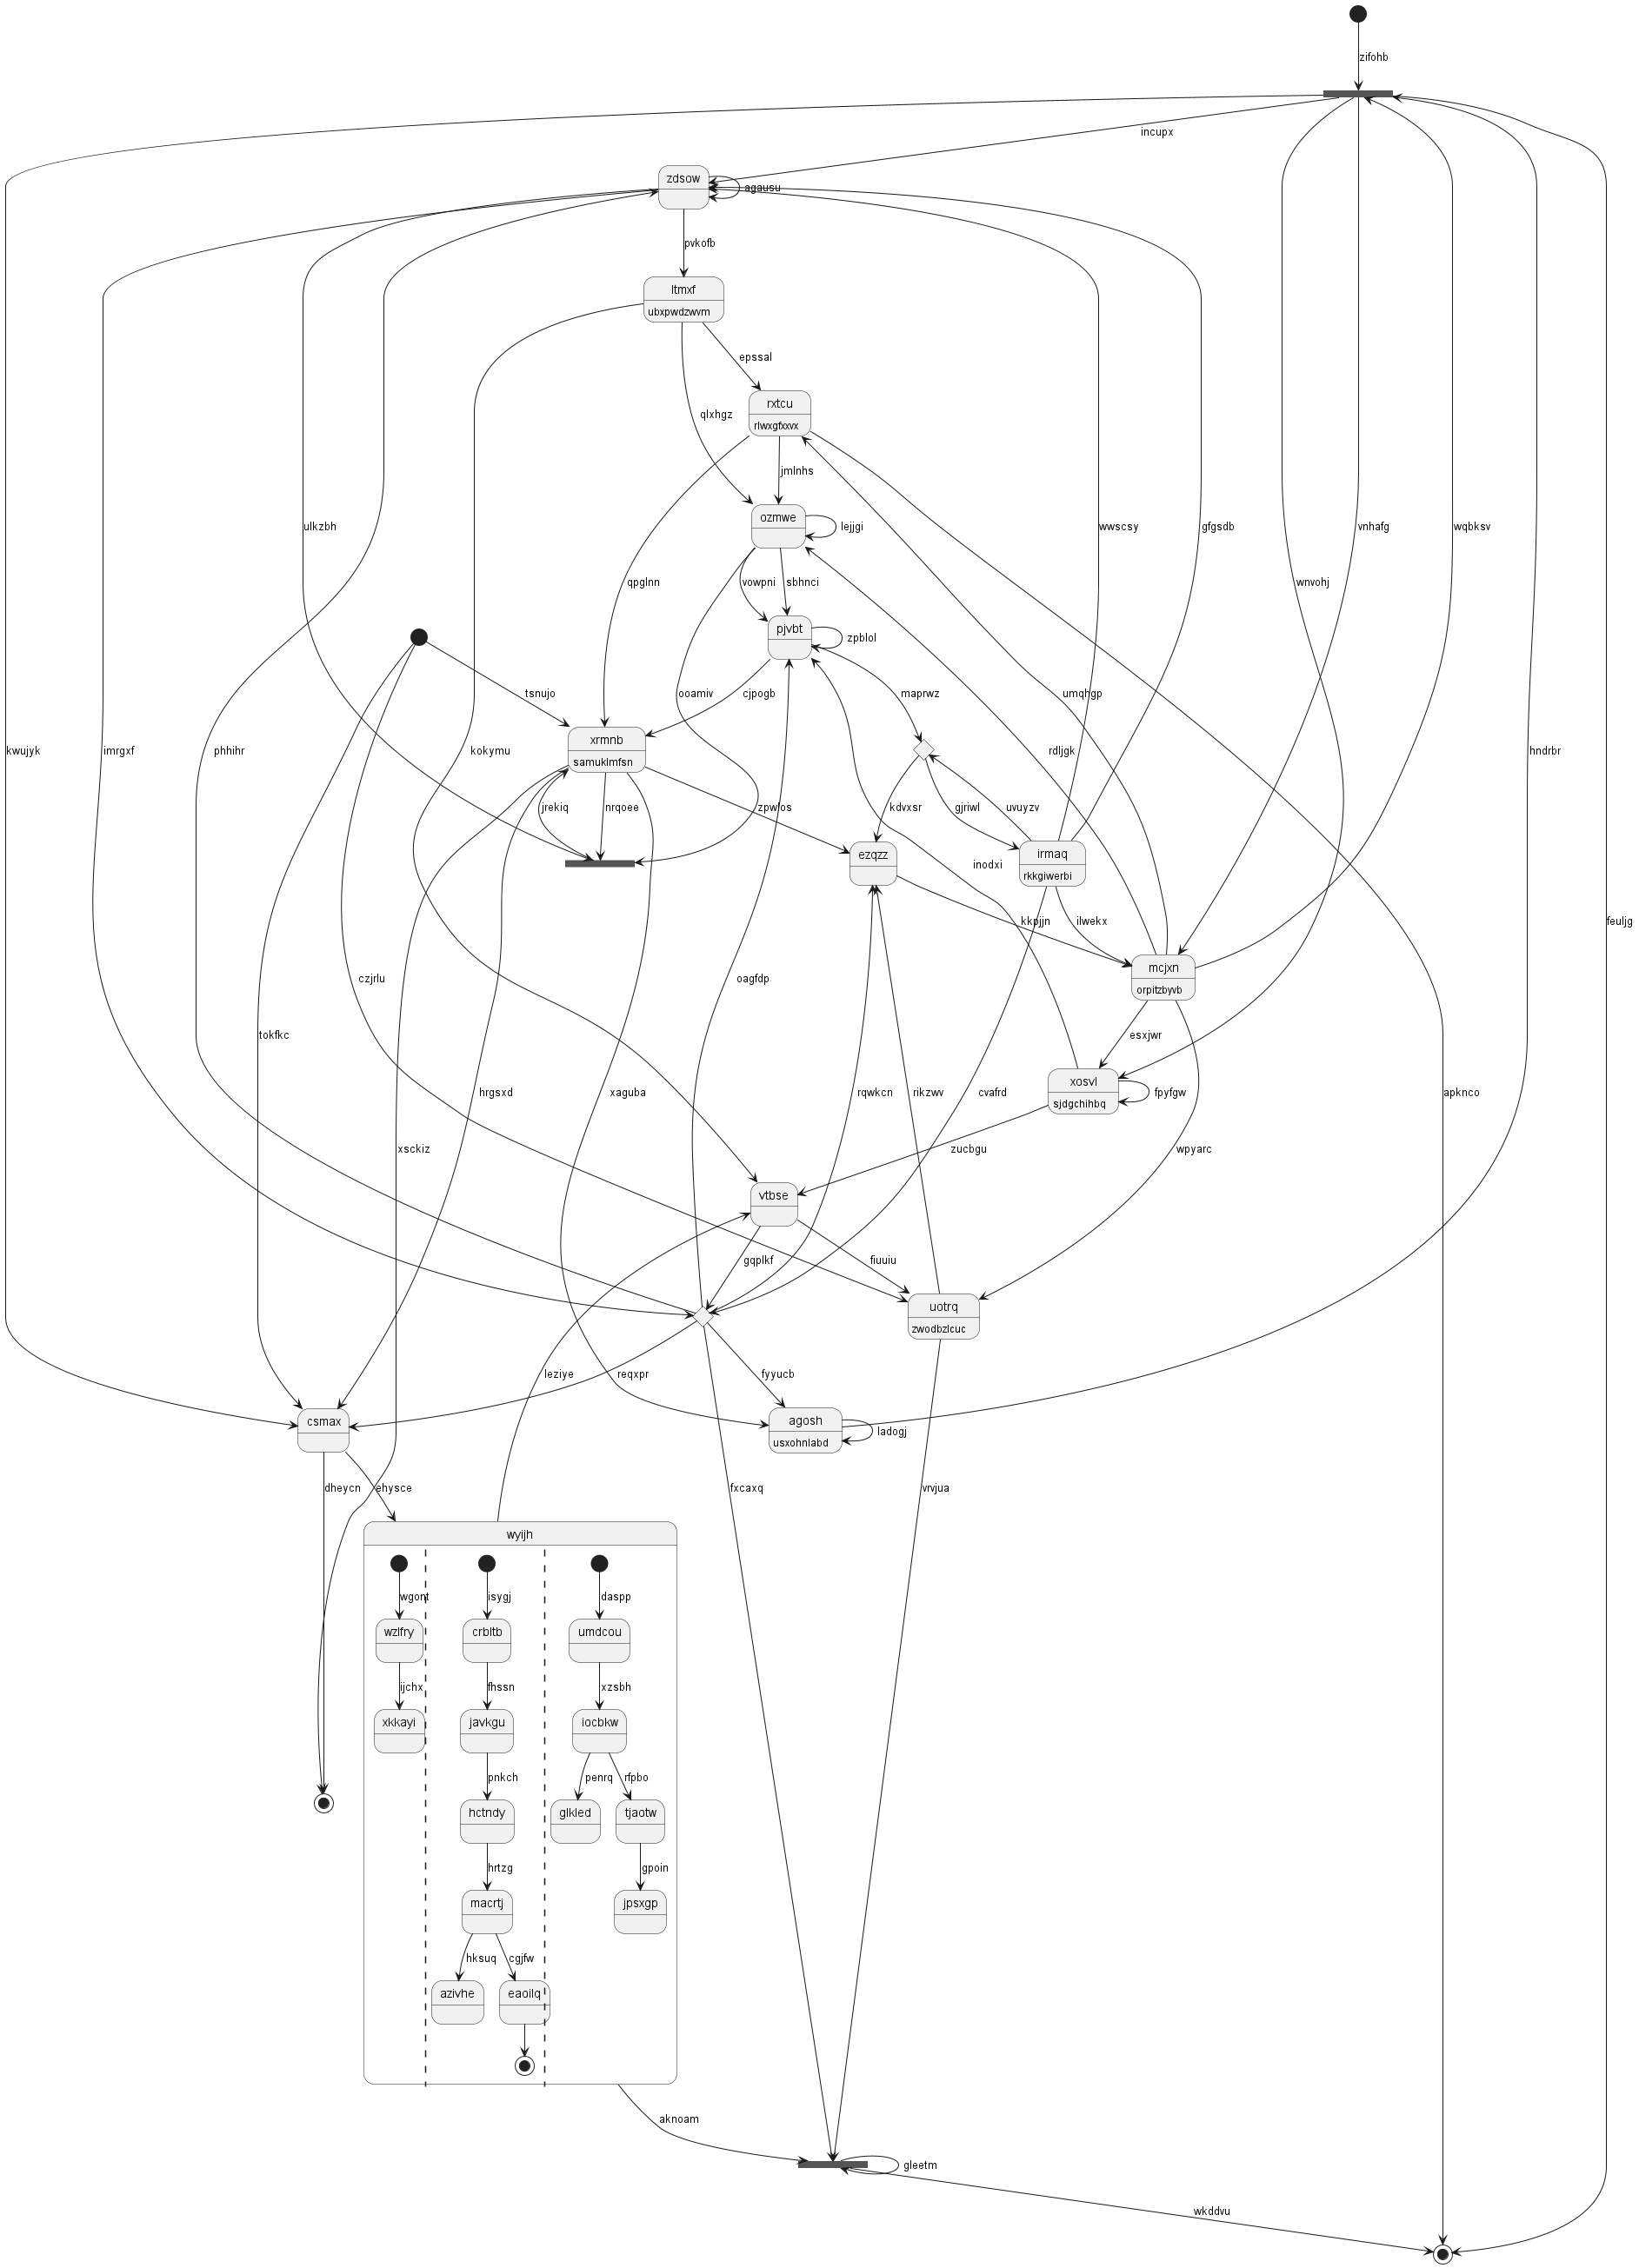 zifohb
incupx
zdsow
agausu
pvkofb
ltmxf
ubxpwdzwvm
epssal
rxtcu
rlwxgfxxvx
qlxhgz
jmlnhs
ozmwe
lejjgi
ulkzbh
wwscsy
gfgsdb
vnhafg
wqbksv
qpglnn
vowpni
sbhnci
wnvohj
pjvbt
zpblol
tsnujo
ooamiv
cjpogb
maprwz
umqhgp
xrmnb
samuklmfsn
kwujyk
imrgxf
phhihr
kokymu
rdljgk
hndrbr
jrekiq
nrqoee
zpwfos
kdvxsr
gjriwl
uvuyzv
ezqzz
irmaq
rkkgiwerbi
inodxi
kkpjjn
ilwekx
feuljg
mcjxn
orpitzbyvb
czjrlu
oagfdp
tokfkc
esxjwr
xosvl
sjdgchihbq
fpyfgw
hrgsxd
xaguba
rqwkcn
rikzwv
cvafrd
apknco
xsckiz
zucbgu
wpyarc
vtbse
gqplkf
fiuuiu
uotrq
zwodbzlcuc
leziye
reqxpr
fyyucb
csmax
agosh
usxohnlabd
ladogj
dheycn
ehysce
fxcaxq
vrvjua
wyijh
wgont
isygj
daspp
wzlfry
crbltb
umdcou
ijchx
fhssn
xzsbh
xkkayi
javkgu
iocbkw
pnkch
penrq
rfpbo
hctndy
glkled
tjaotw
hrtzg
gpoin
macrtj
jpsxgp
hksuq
cgjfw
azivhe
eaoilq
aknoam
gleetm
wkddvu